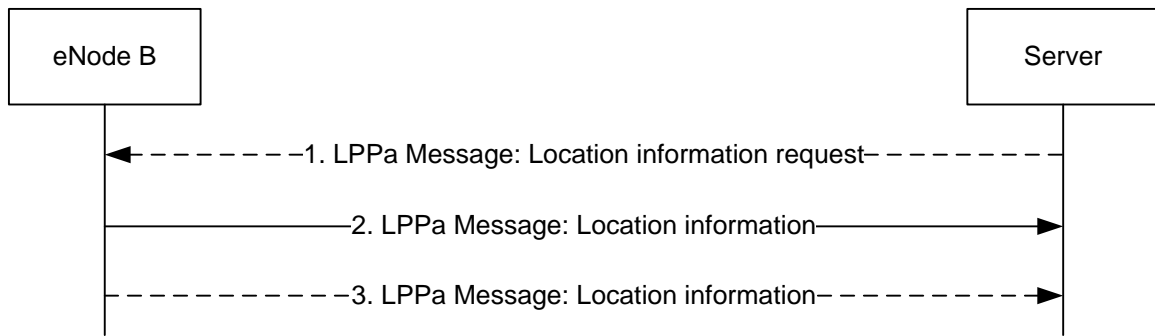 eNode B
Server
1. LPPa Message: Location information request
2. LPPa Message: Location information
3. LPPa Message: Location information